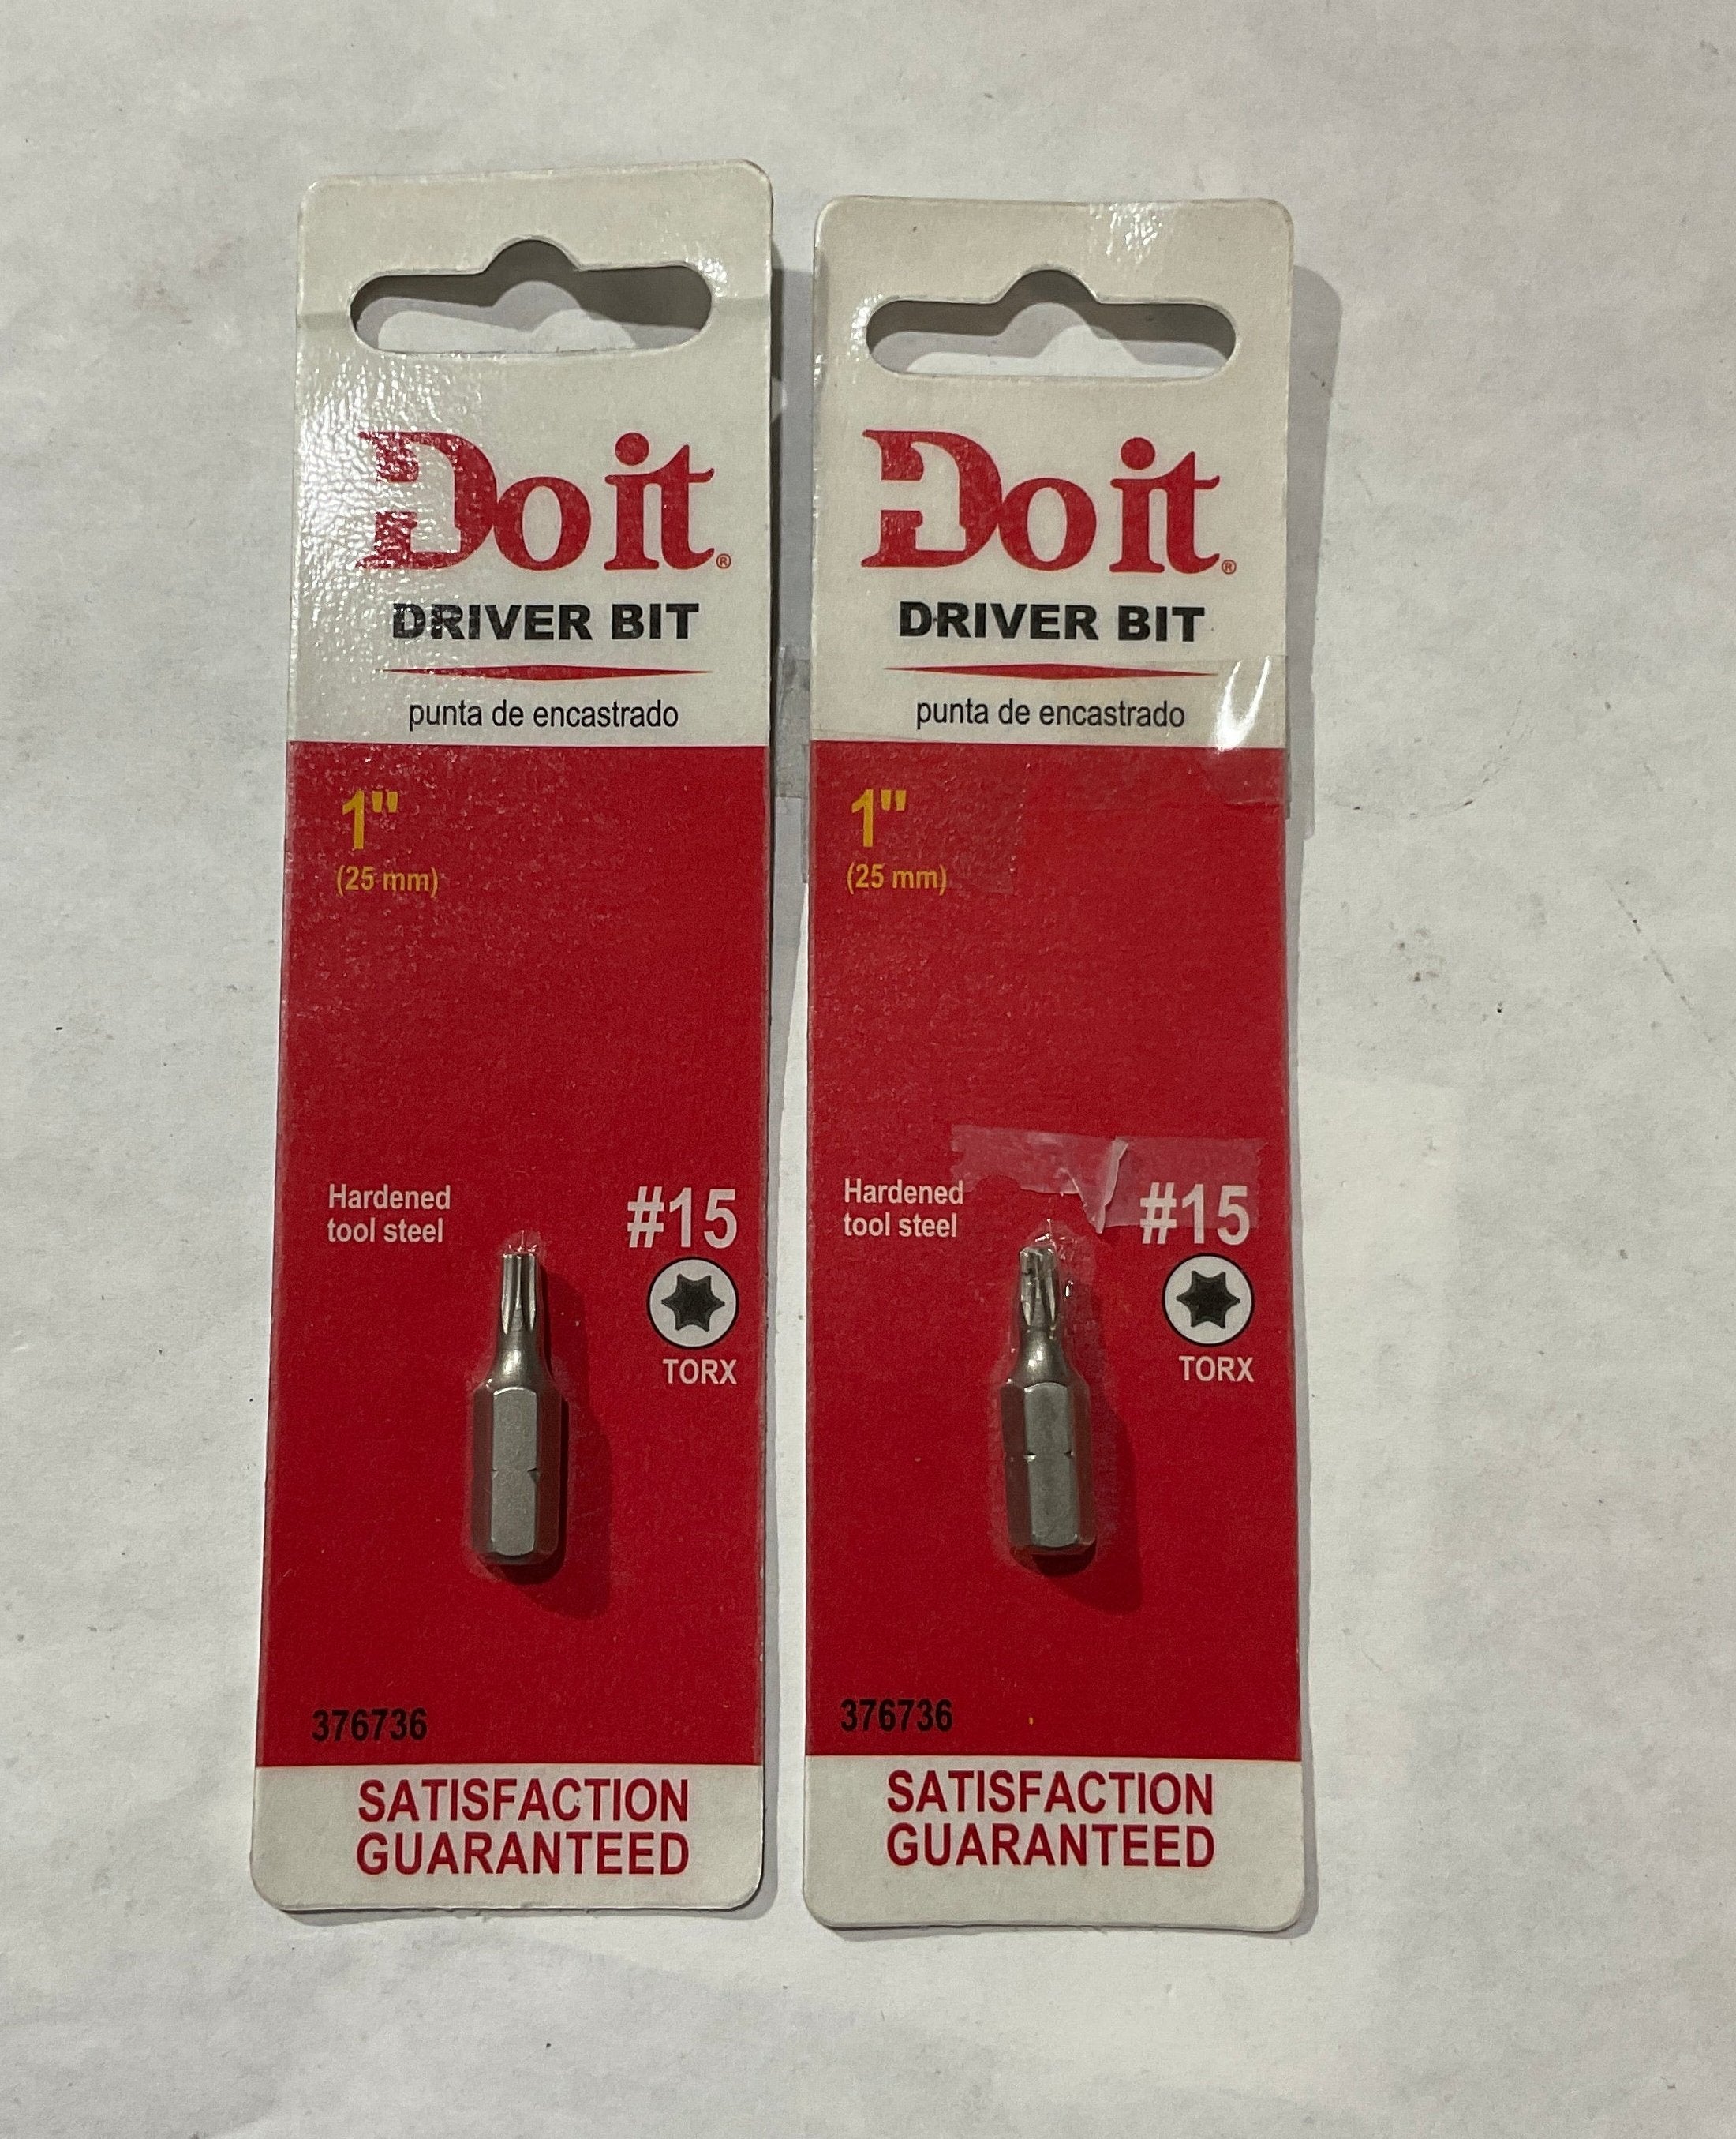 Do it®
DRIVER BIT
punta de encastrado
1"
(25 mm)
Hardened
tool steel
#15
TORX
376736
SATISFACTION
GUARANTEED
Do it®
DRIVER BIT
punta de encastrado
1"
(25 mm)
Hardened
tool steel
#15
TORX
376736
SATISFACTION
GUARANTEED